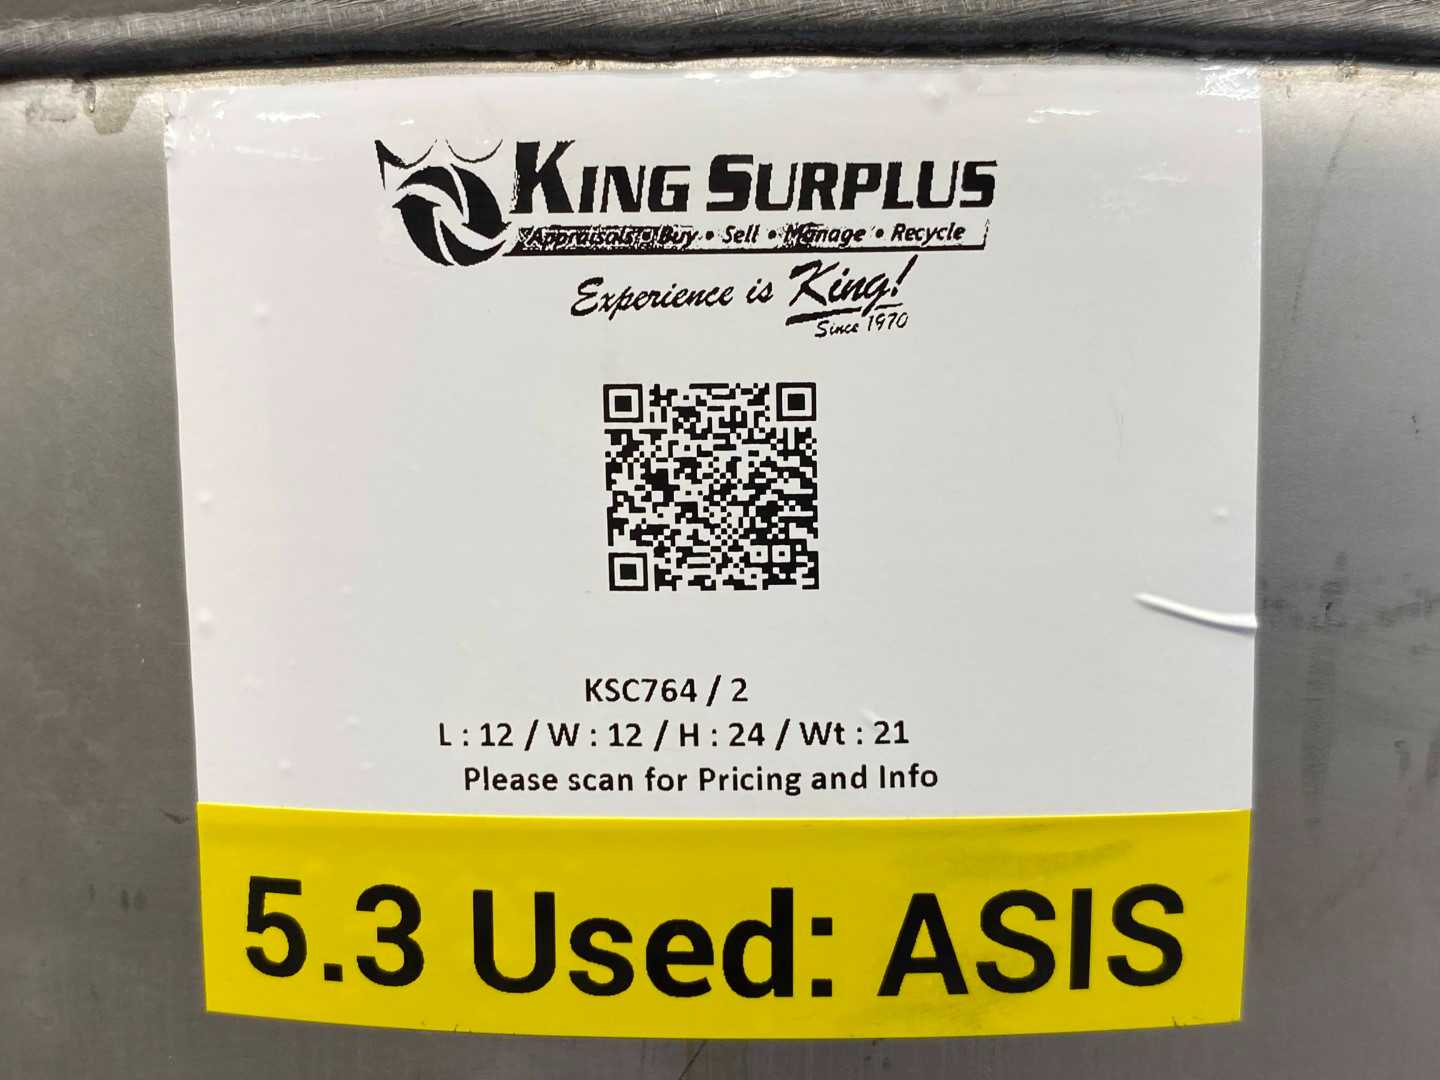 KING SURPLUS
Appraisals • Buy • Sell • Manage • Recycle
Experience is King!
Since 1970
KSC764 / 2
L : 12 / W : 12 / H : 24 / Wt : 21
Please scan for Pricing and Info
5.3 Used: ASIS